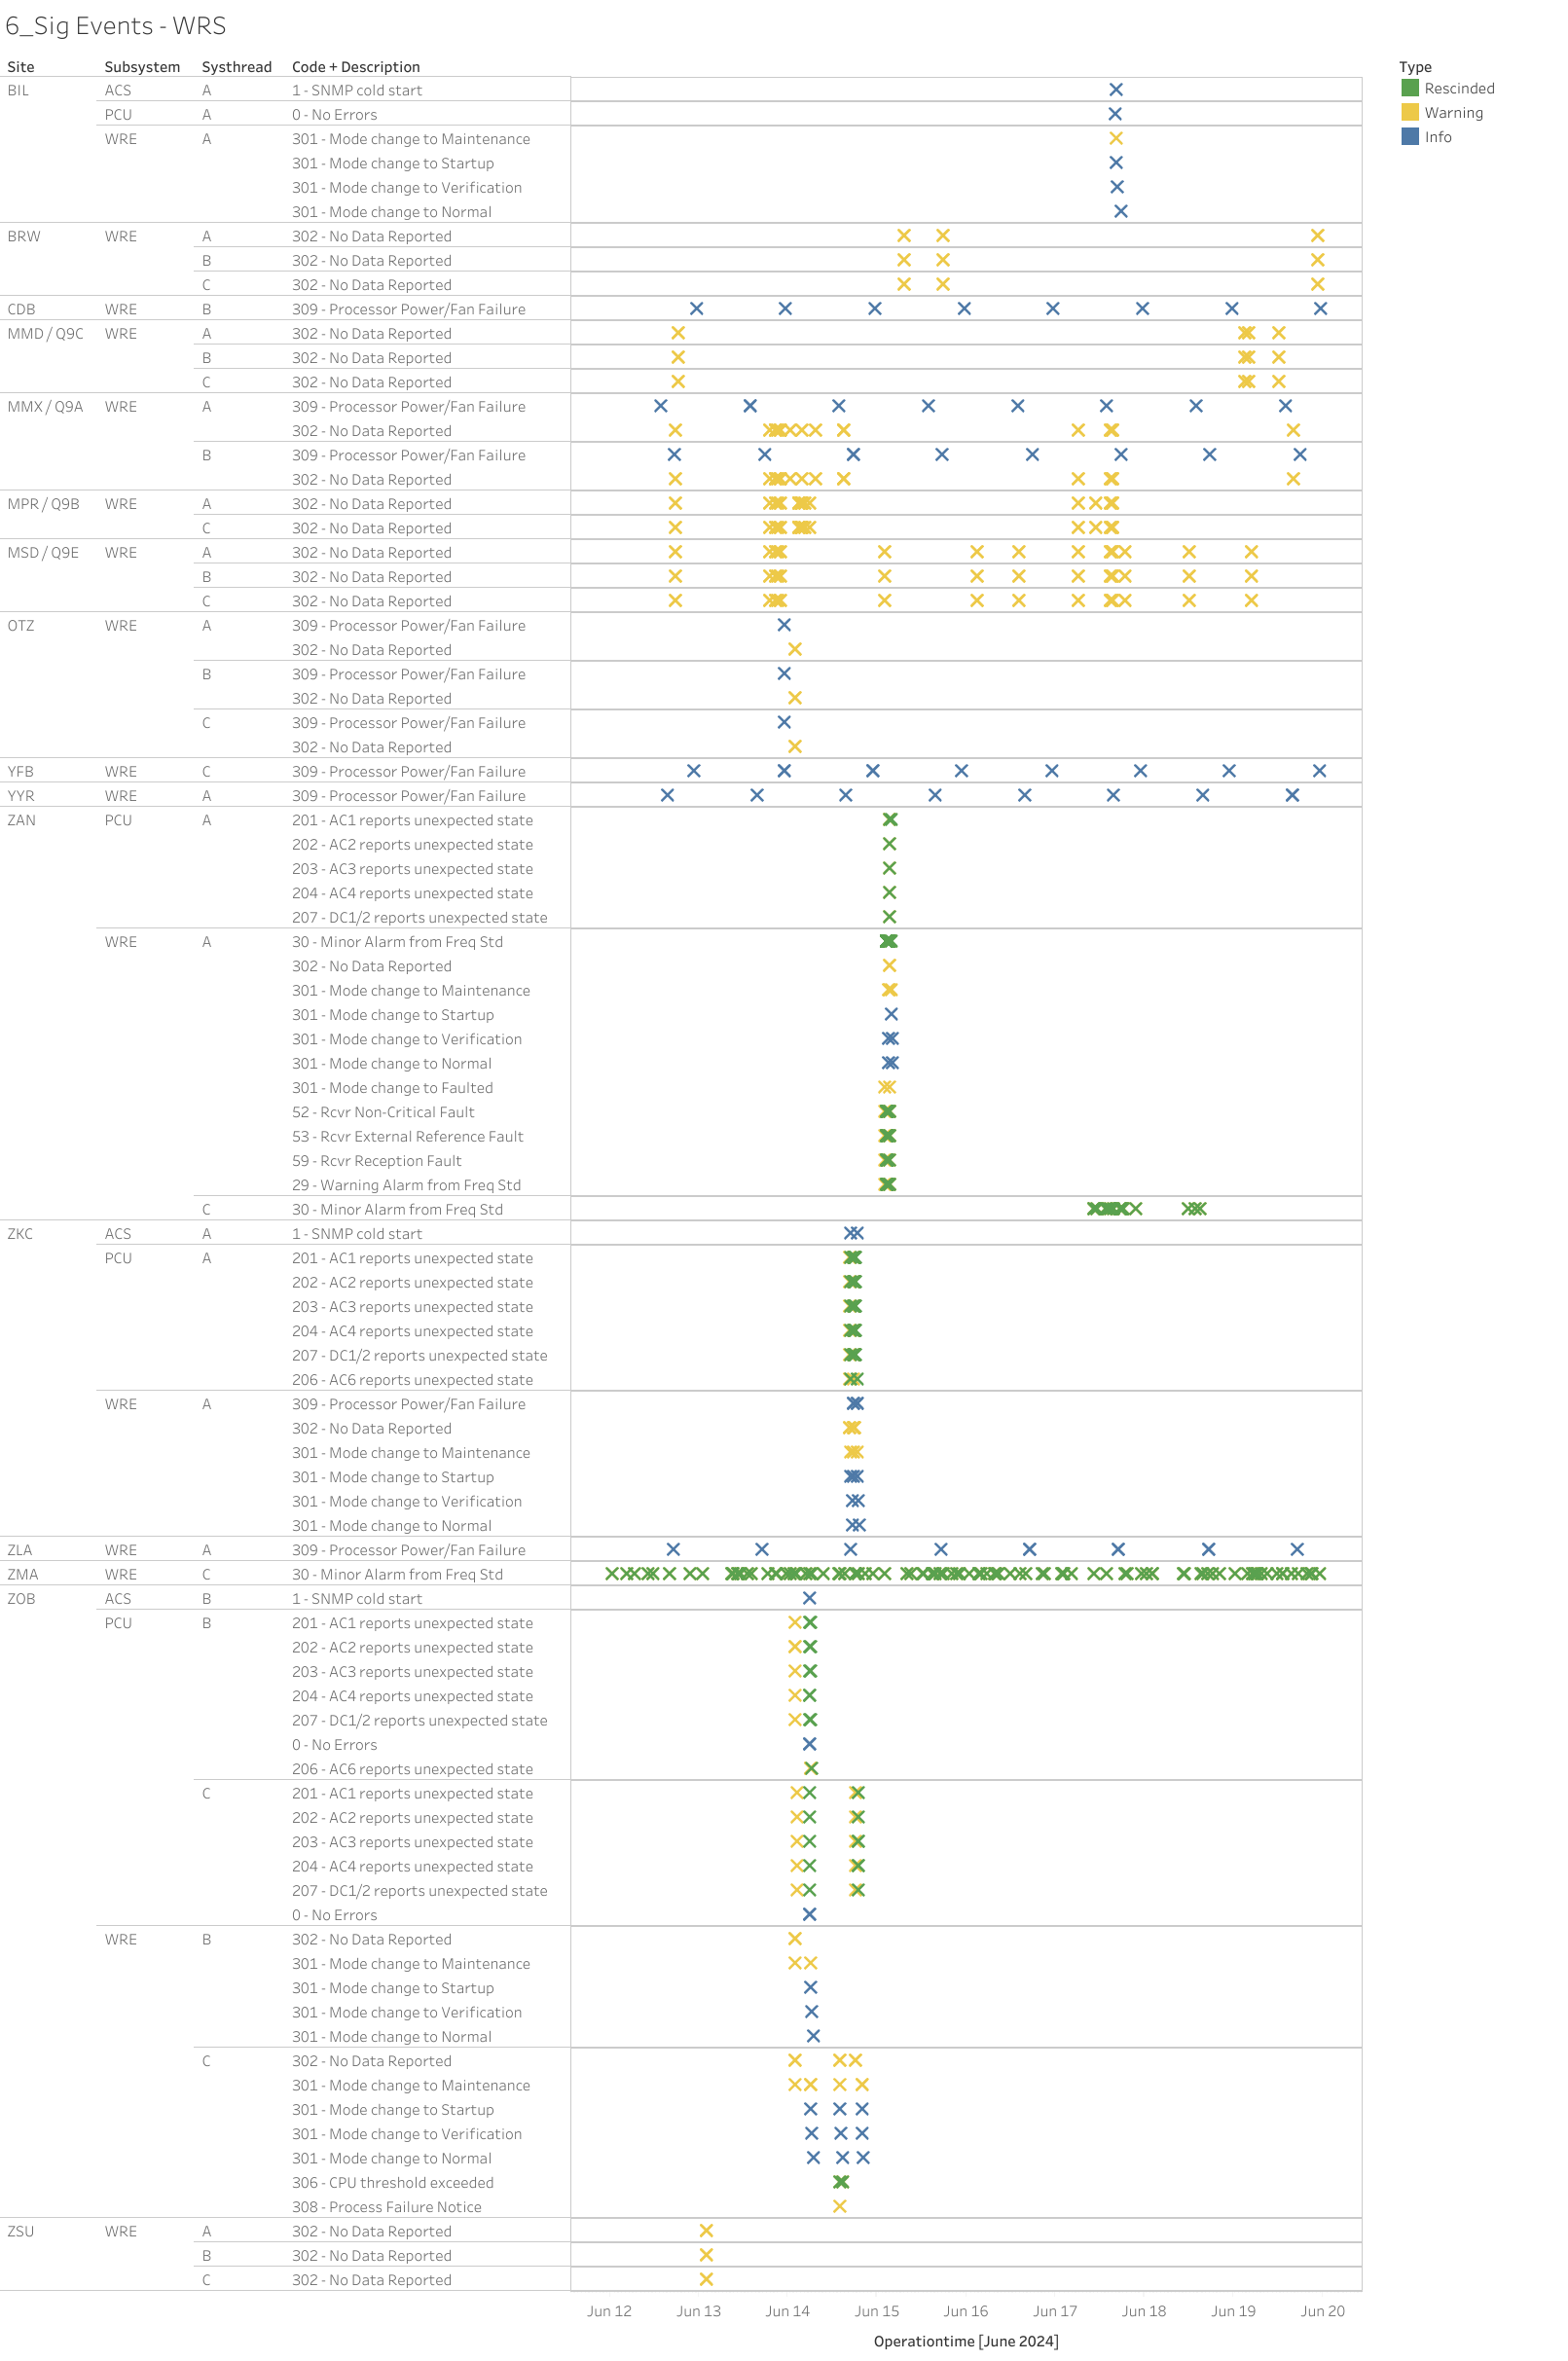 6_Sig Events - WRS
Site Subsystem Systhread Code + Description
Type
BIL ACS A 1 - SNMP cold start
Rescinded
PCU A 0 - No Errors
Warning
WRE A 301 - Mode change to Maintenance
Info
301 - Mode change to Startup
301 - Mode change to Verification
301 - Mode change to Normal
BRW WRE A 302 - No Data Reported
B 302 - No Data Reported
C 302 - No Data Reported
CDB WRE B 309 - Processor Power/Fan Failure
MMD / Q9C WRE A 302 - No Data Reported
B 302 - No Data Reported
C 302 - No Data Reported
MMX / Q9A WRE A 309 - Processor Power/Fan Failure
302 - No Data Reported
B 309 - Processor Power/Fan Failure
302 - No Data Reported
MPR / Q9B WRE A 302 - No Data Reported
C 302 - No Data Reported
MSD / Q9E WRE A 302 - No Data Reported
B 302 - No Data Reported
C 302 - No Data Reported
OTZ WRE A 309 - Processor Power/Fan Failure
302 - No Data Reported
B 309 - Processor Power/Fan Failure
302 - No Data Reported
C 309 - Processor Power/Fan Failure
302 - No Data Reported
YFB WRE C 309 - Processor Power/Fan Failure
YYR WRE A 309 - Processor Power/Fan Failure
ZAN PCU A 201 - AC1 reports unexpected state
202 - AC2 reports unexpected state
203 - AC3 reports unexpected state
204 - AC4 reports unexpected state
207 - DC1/2 reports unexpected state
WRE A 30 - Minor Alarm from Freq Std
302 - No Data Reported
301 - Mode change to Maintenance
301 - Mode change to Startup
301 - Mode change to Verification
301 - Mode change to Normal
301 - Mode change to Faulted
52 - Rcvr Non-Critical Fault
53 - Rcvr External Reference Fault
59 - Rcvr Reception Fault
29 - Warning Alarm from Freq Std
C 30 - Minor Alarm from Freq Std
ZKC ACS A 1 - SNMP cold start
PCU A 201 - AC1 reports unexpected state
202 - AC2 reports unexpected state
203 - AC3 reports unexpected state
204 - AC4 reports unexpected state
207 - DC1/2 reports unexpected state
206 - AC6 reports unexpected state
WRE A 309 - Processor Power/Fan Failure
302 - No Data Reported
301 - Mode change to Maintenance
301 - Mode change to Startup
301 - Mode change to Verification
301 - Mode change to Normal
ZLA WRE A 309 - Processor Power/Fan Failure
ZMA WRE C 30 - Minor Alarm from Freq Std
ZOB ACS B 1 - SNMP cold start
PCU B 201 - AC1 reports unexpected state
202 - AC2 reports unexpected state
203 - AC3 reports unexpected state
204 - AC4 reports unexpected state
207 - DC1/2 reports unexpected state
0 - No Errors
206 - AC6 reports unexpected state
C 201 - AC1 reports unexpected state
202 - AC2 reports unexpected state
203 - AC3 reports unexpected state
204 - AC4 reports unexpected state
207 - DC1/2 reports unexpected state
0 - No Errors
WRE B 302 - No Data Reported
301 - Mode change to Maintenance
301 - Mode change to Startup
301 - Mode change to Verification
301 - Mode change to Normal
C 302 - No Data Reported
301 - Mode change to Maintenance
301 - Mode change to Startup
301 - Mode change to Verification
301 - Mode change to Normal
306 - CPU threshold exceeded
308 - Process Failure Notice
ZSU WRE A 302 - No Data Reported
B 302 - No Data Reported
C 302 - No Data Reported
Jun 12 Jun 13 Jun 14 Jun 15 Jun 16 Jun 17 Jun 18 Jun 19 Jun 20
Operationtime [June 2024]